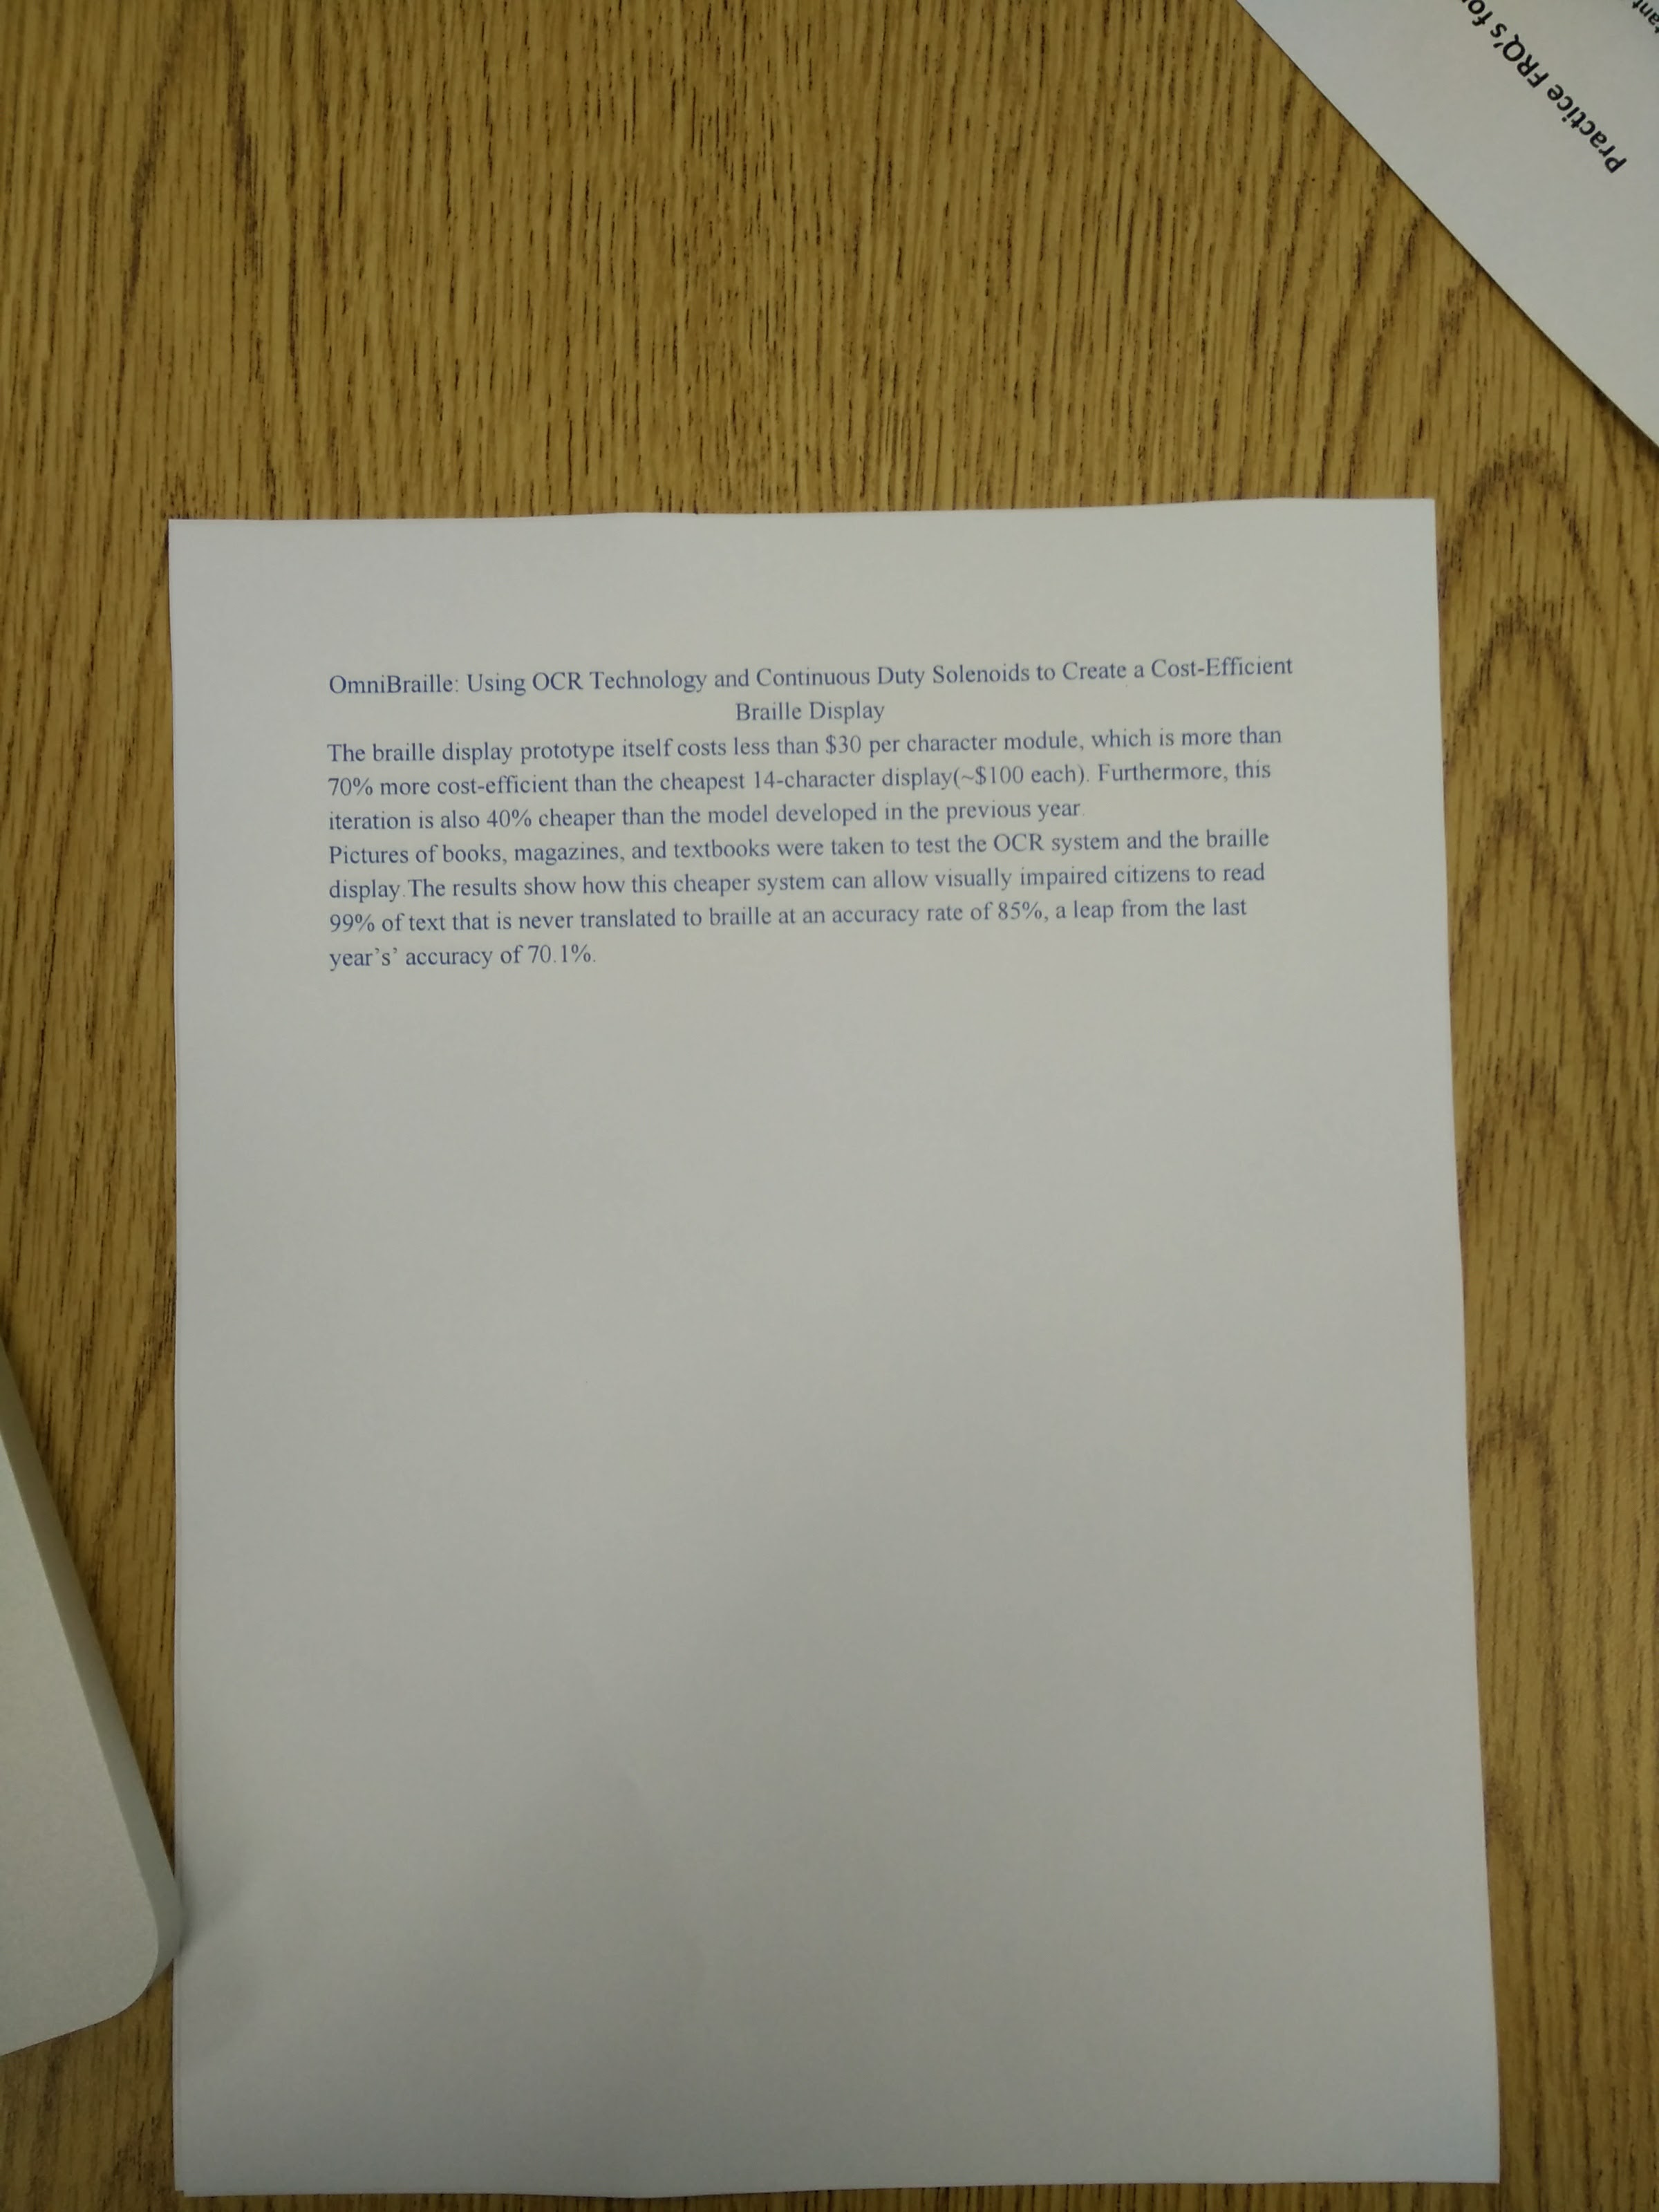 Practice FRQ's
OmniBraille: Using OCR Technology and Continuous Duty Solenoids to Create a Cost-Efficient
Braille Display
The braille display prototype itself costs less than $30 per character module, which is more than
70% more cost-efficient than the cheapest 14-character display(~$100 each). Furthermore, this
iteration is also 40% cheaper than the model developed in the previous year.
Pictures of books, magazines, and textbooks were taken to test the OCR system and the braille
display.The results show how this cheaper system can allow visually impaired citizens to read
99% of text that is never translated to braille at an accuracy rate of 85%, a leap from the last
year’s’ accuracy of 70.1%.